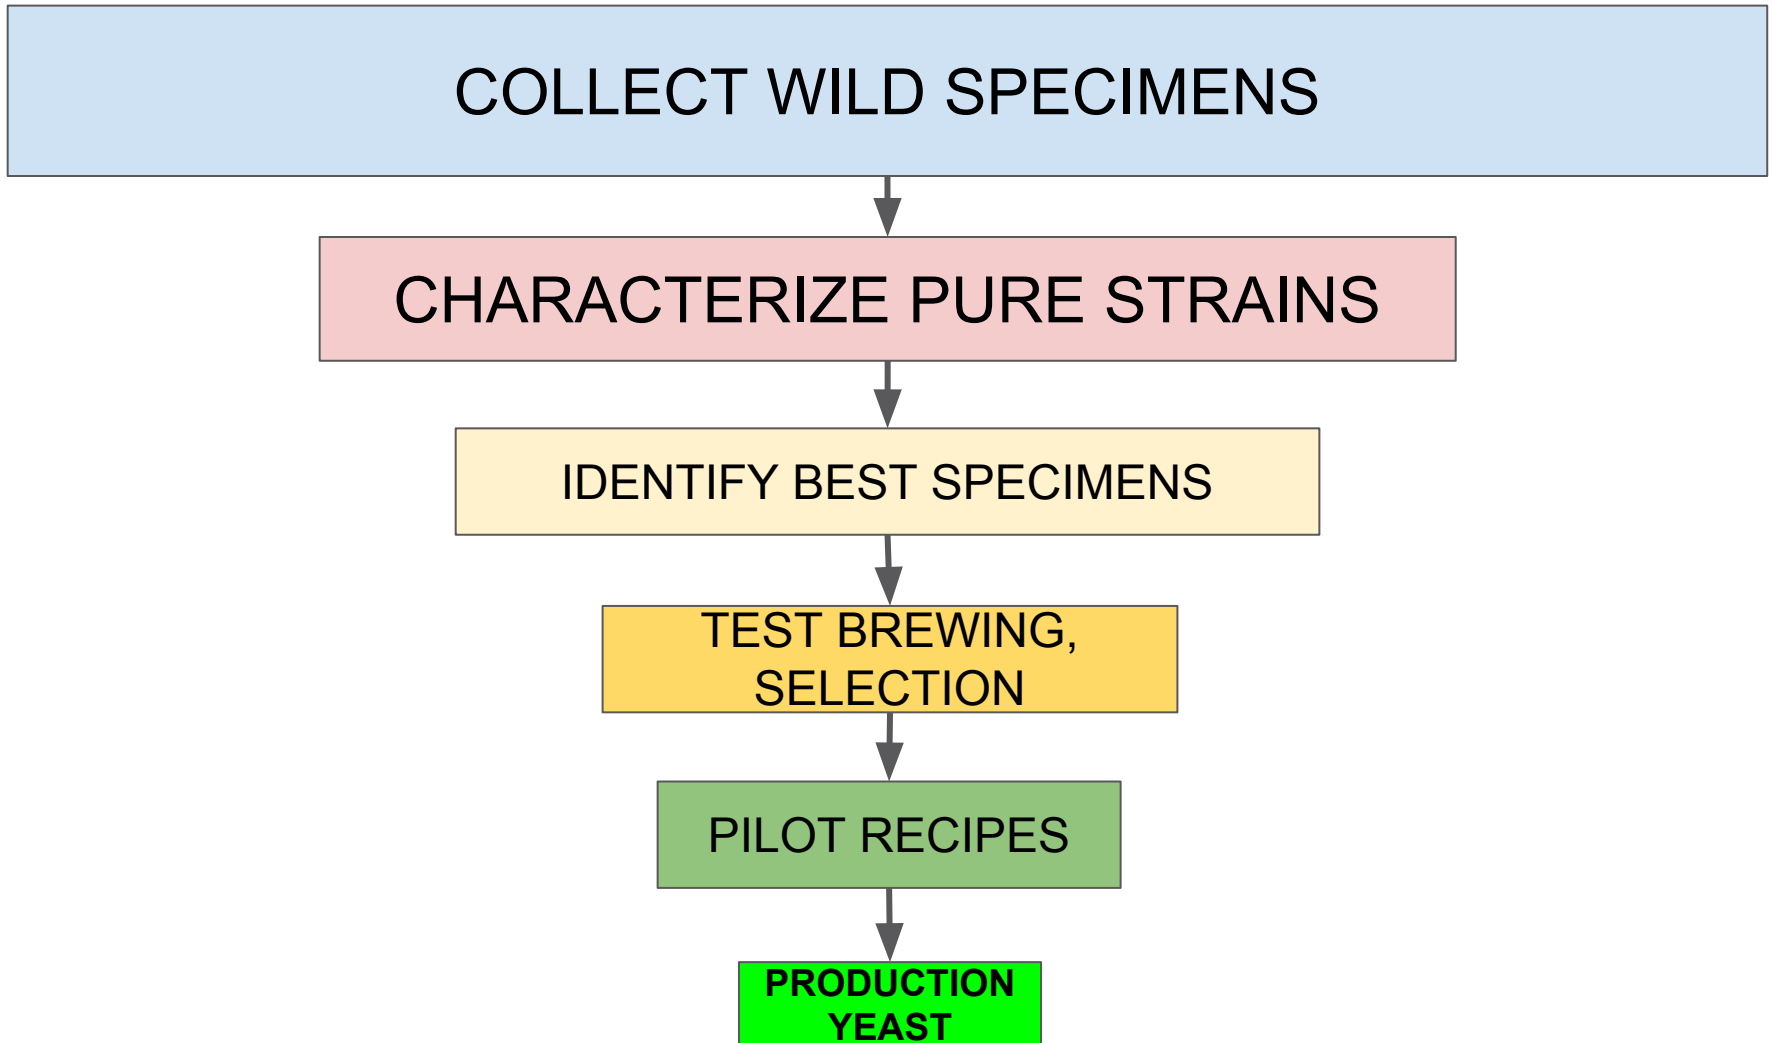 COLLECT WILD SPECIMENS
CHARACTERIZE PURE STRAINS
IDENTIFY BEST SPECIMENS
TEST BREWING,
SELECTION
PILOT RECIPES
PRODUCTION
YEAST